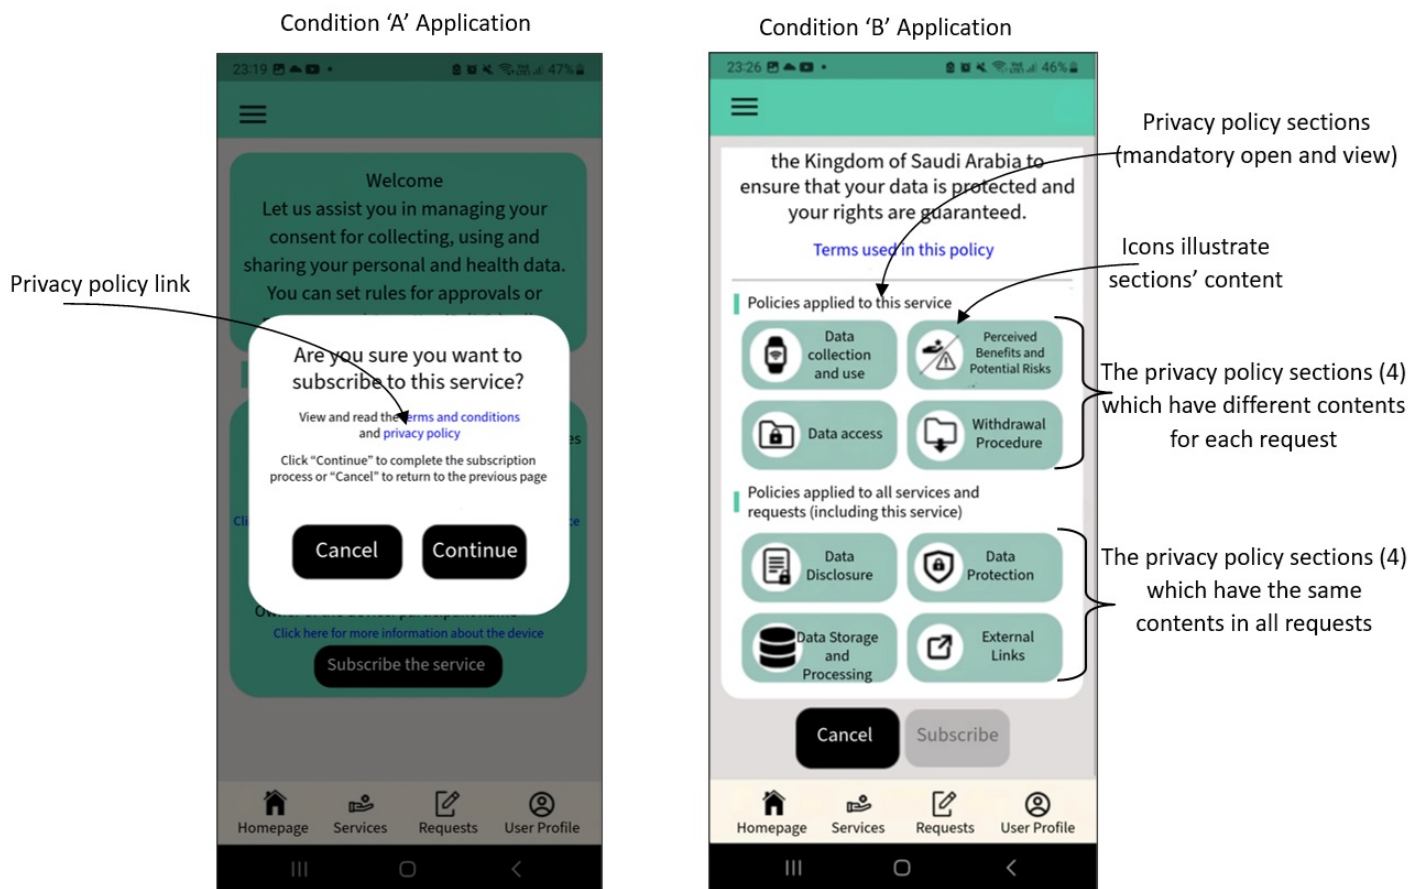 Condition ‘A’ Application
23:19
47%
Welcome
Let us assist you in managing your
consent for collecting, using and
sharing your personal and health data.
You can set rules for approvals or
Privacy policy link
Are you sure you want to
subscribe to this service?
View and read the terms and conditions
and privacy policy
Click “Continue” to complete the subscription
process or “Cancel” to return to the previous page
Cancel
Continue
Click here for more information about the device
Subscribe the service
Homepage
Services
Requests
User Profile
Condition ‘B’ Application
23:26
46%
the Kingdom of Saudi Arabia to
ensure that your data is protected and
your rights are guaranteed.
Terms used in this policy
Policies applied to this service
Data
collection
and use
Perceived
Benefits and
Potential Risks
Data access
Withdrawal
Procedure
Policies applied to all services and
requests (including this service)
Data
Disclosure
Data
Protection
Data Storage
and
Processing
External
Links
Cancel
Subscribe
Homepage
Services
Requests
User Profile
Privacy policy sections
(mandatory open and view)
Icons illustrate
sections’ content
The privacy policy sections (4)
which have different contents
for each request
The privacy policy sections (4)
which have the same
contents in all requests